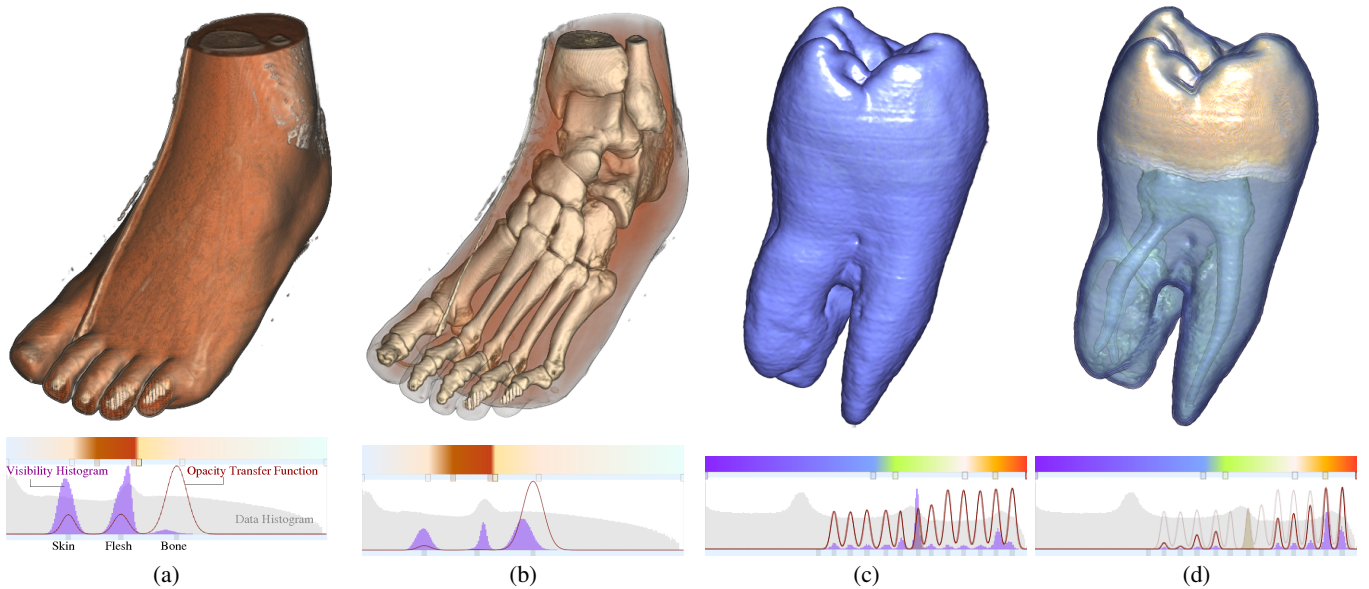 Visibility Histogram
Opacity Transfer Function
Data Histogram
Skin Flesh Bone
(a) (b) (c) (d)